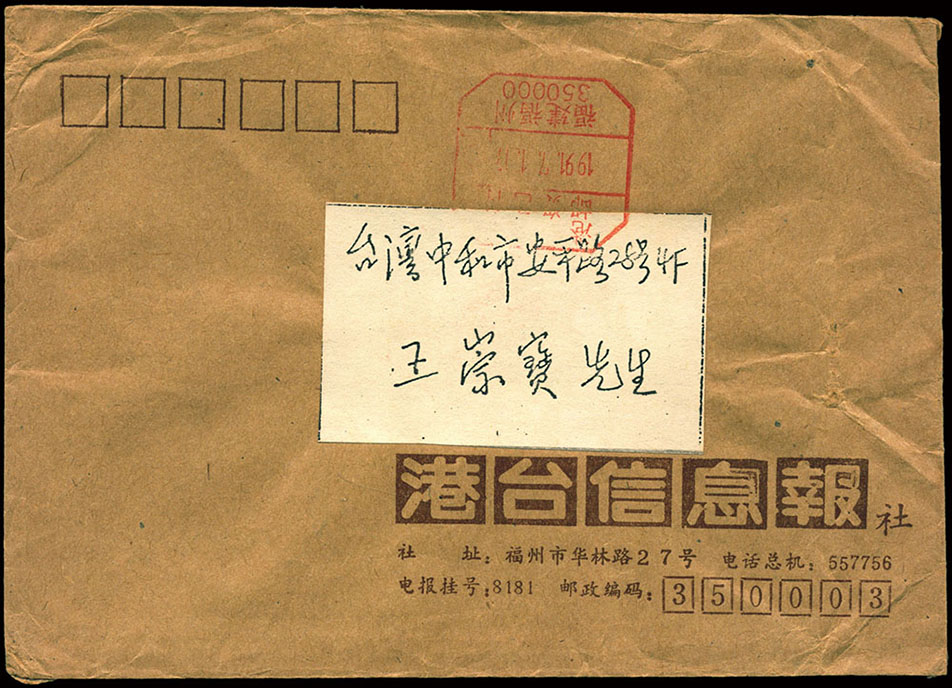 福建福州
350000
1991.7.1
台灣中和市安平路28号4F
王崇寶先生
港台信息報社
社 址：福州市华林路27号 电话总机：557756
电报挂号：8181 邮政编码：350003